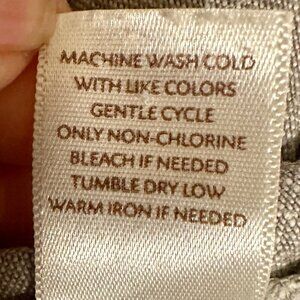 MACHINE WASH COLD
WITH LIKE COLORS
GENTLE CYCLE
ONLY NON-CHLORINE
BLEACH IF NEEDED
TUMBLE DRY LOW
WARM IRON IF NEEDED